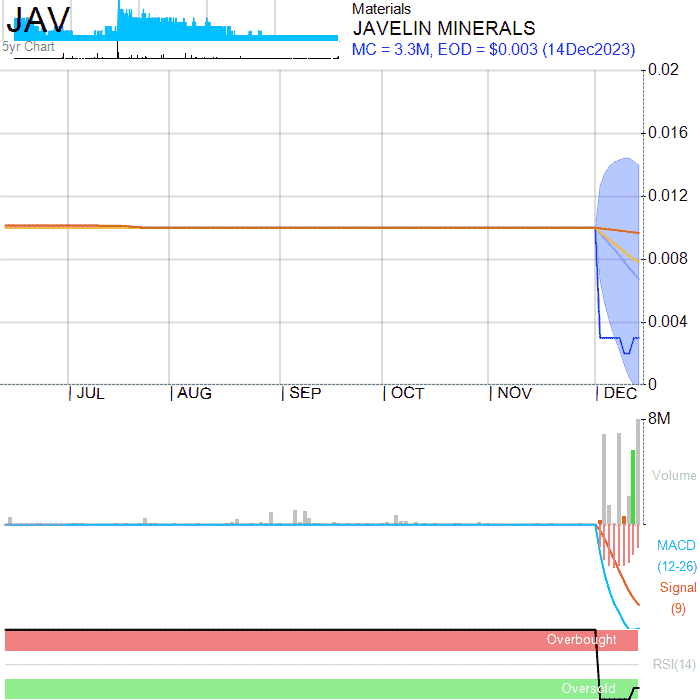 JAV
5yr Chart
Materials
JAVELIN MINERALS
MC = 3.3M, EOD = $0.003 (14Dec2023)
0.02
0.016
0.012
0.008
0.004
0
JUL AUG SEP OCT NOV DEC
8M
Volume
MACD
(12-26)
Signal
(9)
Overbought
RSI(14)
Oversold